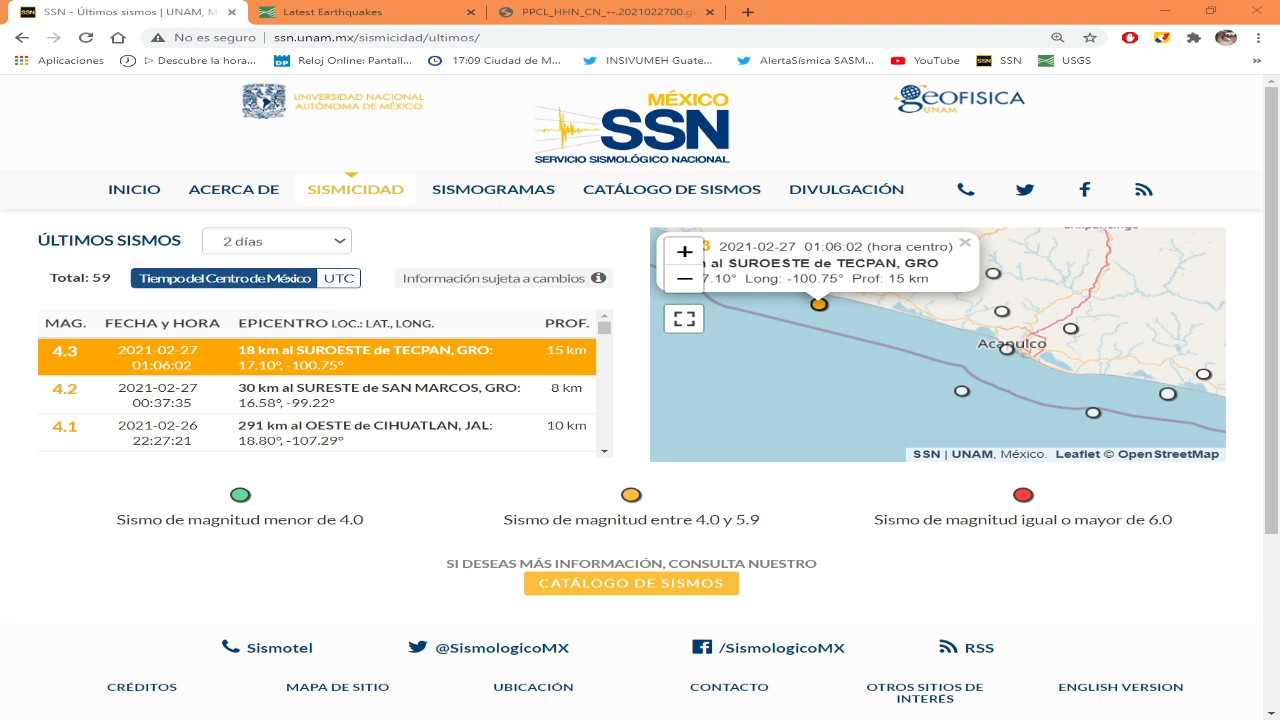 SSN - Últimos sismos | UNAM, M
Latest Earthquakes
PPCL_HHN_CN_--.2021022700.gi
No es seguro | ssn.unam.mx/sismicidad/ultimos/
Aplicaciones
▷ Descubre la hora...
DP Reloj Online: Pantall...
17:09 Ciudad de M...
INSIVUMEH Guate...
AlertaSísmica SASM...
YouTube
SSN SSN
USGS
»
UNIVERSIDAD NACIONAL
AUTÓNOMA DE MÉXICO
MÉXICO
SSN
SERVICIO SISMOLÓGICO NACIONAL
GEOFISICA
UNAM
INICIO
ACERCA DE
SISMICIDAD
SISMOGRAMAS
CATÁLOGO DE SISMOS
DIVULGACIÓN
ÚLTIMOS SISMOS
2 días
Total: 59
Tiempo del Centro de México UTC
Información sujeta a cambios
MAG. FECHA y HORA EPICENTRO LOC.: LAT., LONG. PROF.
4.3 2021-02-27 18 km al SUROESTE de TECPAN, GRO: 15 km
01:06:02 17.10°, -100.75°
4.2 2021-02-27 30 km al SURESTE de SAN MARCOS, GRO: 8 km
00:37:35 16.58°, -99.22°
4.1 2021-02-26 291 km al OESTE de CIHUATLAN, JAL: 10 km
22:27:21 18.80°, -107.29°
+
−
3 2021-02-27 01:06:02 (hora centro) ×
al SUROESTE de TECPAN, GRO
7.10° Long: -100.75° Prof: 15 km
Acapulco
SSN | UNAM, México. Leaflet © OpenStreetMap
Sismo de magnitud menor de 4.0
Sismo de magnitud entre 4.0 y 5.9
Sismo de magnitud igual o mayor de 6.0
SI DESEAS MÁS INFORMACIÓN, CONSULTA NUESTRO
CATÁLOGO DE SISMOS
Sismotel
@SismologicoMX
/SismologicoMX
RSS
CRÉDITOS
MAPA DE SITIO
UBICACIÓN
CONTACTO
OTROS SITIOS DE
INTERÉS
ENGLISH VERSION